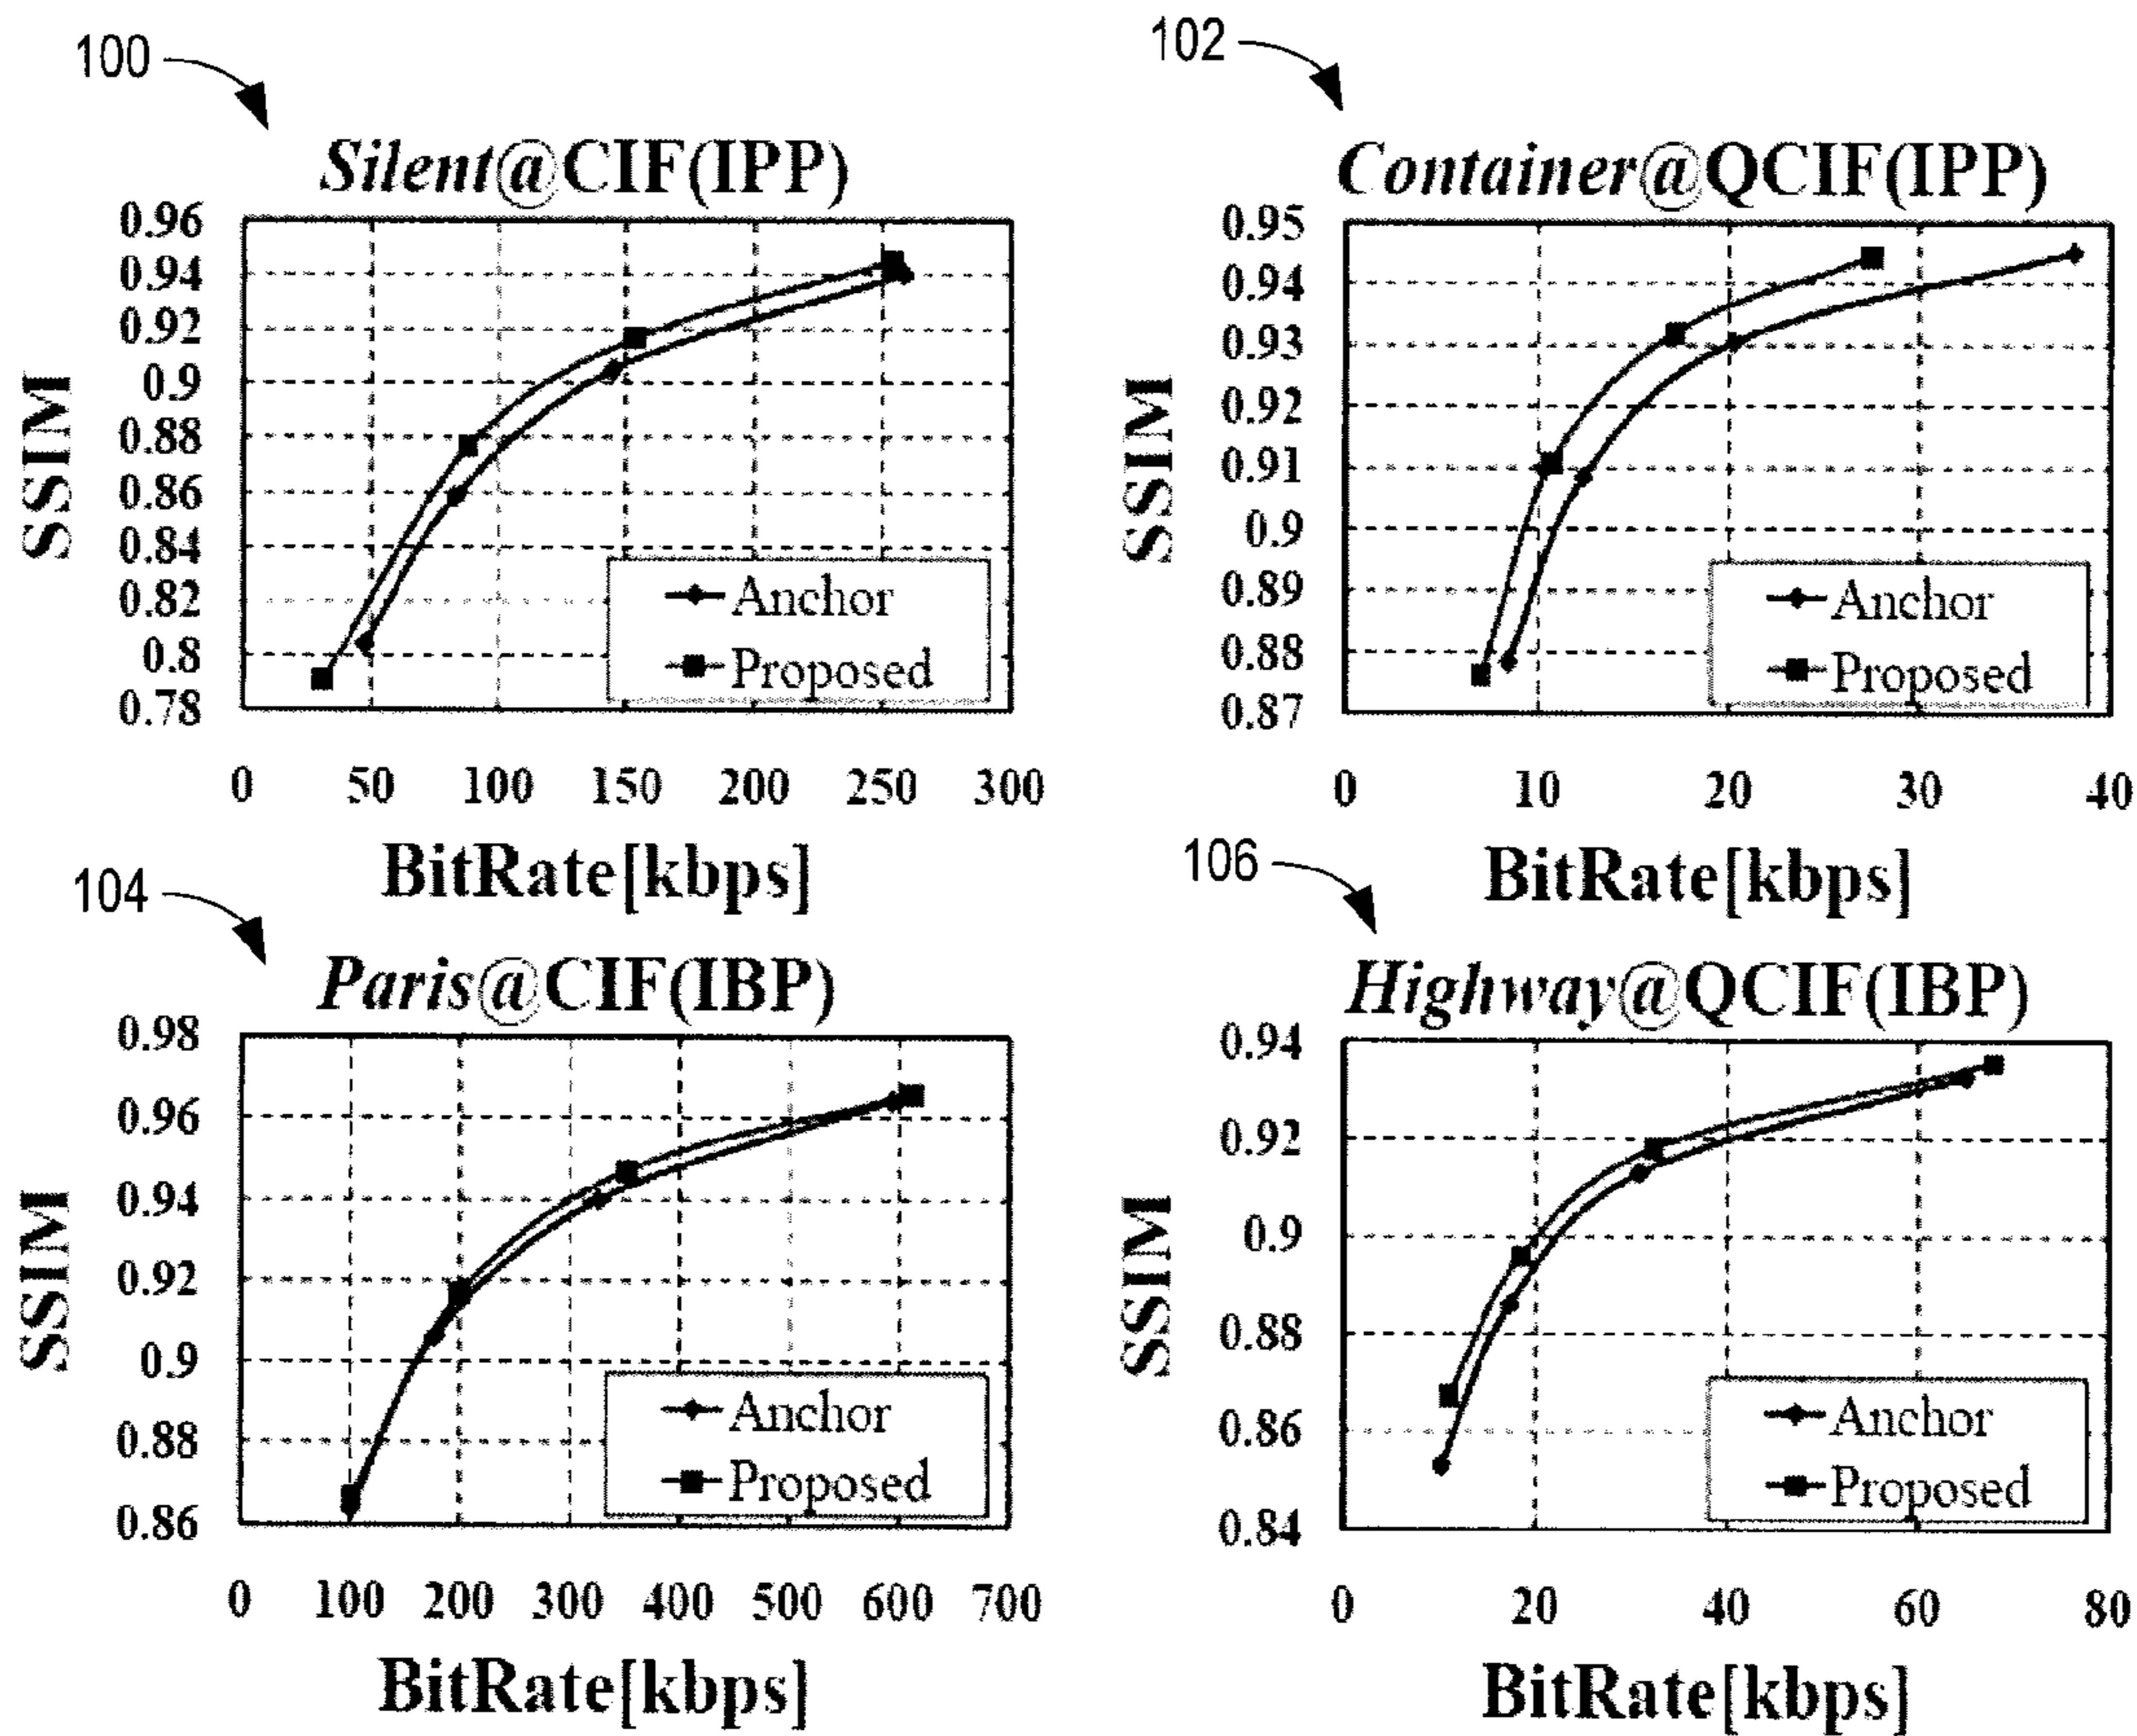 100
Silent@CIF(IPP)
SSIM
0.96
0.94
0.92
0.9
0.88
0.86
0.84
0.82
0.8
0.78
Anchor
Proposed
0 50 100 150 200 250 300
BitRate[kbps]
102
Container@QCIF(IPP)
SSIM
0.95
0.94
0.93
0.92
0.91
0.9
0.89
0.88
0.87
Anchor
Proposed
0 10 20 30 40
BitRate[kbps]
104
Paris@CIF(IBP)
SSIM
0.98
0.96
0.94
0.92
0.9
0.88
0.86
Anchor
Proposed
0 100 200 300 400 500 600 700
BitRate[kbps]
106
Highway@QCIF(IBP)
SSIM
0.94
0.92
0.9
0.88
0.86
0.84
Anchor
Proposed
0 20 40 60 80
BitRate[kbps]